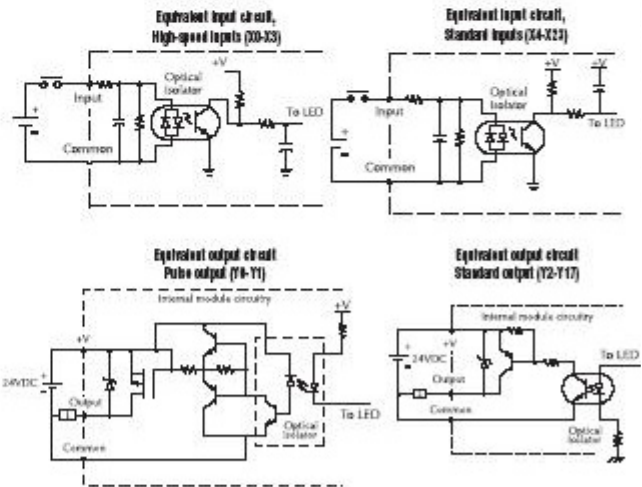 Equivalent input circuit,
High-speed inputs (X0-X3)
+V
Optical
Isolator
Input
To LED
Common
Equivalent input circuit,
Standard inputs (X4-X23)
+V
Optical
Isolator
Input
To LED
Common
Equivalent output circuit
Pulse output (Y0-Y1)
Internal module circuitry
+V
+V
24VDC
Output
To LED
Common
Optical
Isolator
Equivalent output circuit
Standard output (Y2-Y17)
Internal module circuitry
+V
To LED
24VDC
Output
Common
Optical
Isolator